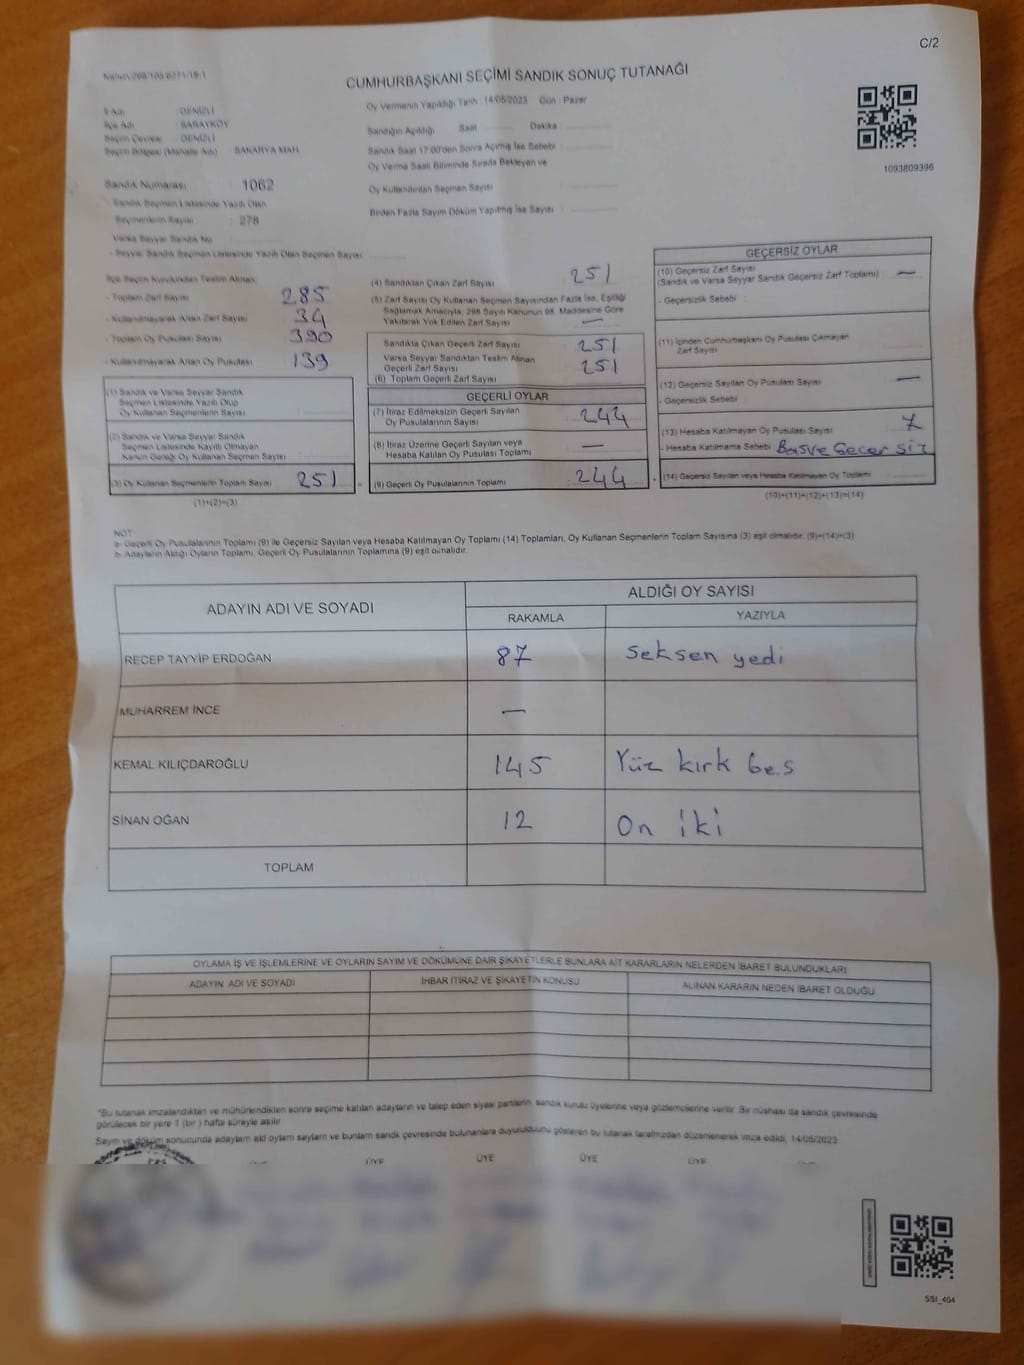 C/2
Kanun:298/103,6271/18-1
CUMHURBAŞKANI SEÇİMİ SANDIK SONUÇ TUTANAĞI
1093809396
İl Adı : DENİZLİ
İlçe Adı : SARAYKÖY
Seçim Çevresi : DENİZLİ
Seçim Bölgesi (Mahalle Adı) SAKARYA MAH
Sandık Numarası : 1062
- Sandık Seçmen Listesinde Yazılı Olan
Seçmenlerin Sayısı : 278
Varsa Seyyar Sandık No
- Seyyar Sandık Seçmen Listesinde Yazılı Olan Seçmen Sayısı
Oy Vermenin Yapıldığı Tarih : 14/05/2023 Gün : Pazar
Sandığın Açıldığı Saat Dakika
Sandık Saat 17:00'den Sonra Açılmış İse Sebebi
Oy Verme Saati Bitiminde Sırada Bekleyen ve
Oy Kullandırılan Seçmen Sayısı
Birden Fazla Sayım Döküm Yapılmış İse Sayısı
İlçe Seçim Kurulundan Teslim Alınan
- Toplam Zarf Sayısı 285
- Kullanılmayarak Artan Zarf Sayısı 34
- Toplam Oy Pusulası Sayısı 390
- Kullanılmayarak Artan Oy Pusulası 139
(1) Sandık ve Varsa Seyyar Sandık
Seçmen Listesinde Yazılı Olup
Oy Kullanan Seçmenlerin Sayısı
(2) Sandık ve Varsa Seyyar Sandık
Seçmen Listesinde Kayıtlı Olmayan
Kanun Gereği Oy Kullanan Seçmen Sayısı
(3) Oy Kullanan Seçmenlerin Toplam Sayısı 251
(1)+(2)=(3)
(4) Sandıktan Çıkan Zarf Sayısı 251
(5) Zarf Sayısı Oy Kullanan Seçmen Sayısından Fazla İse, Eşitliği
Sağlamak Amacıyla, 298 Sayılı Kanunun 98. Maddesine Göre
Yakılarak Yok Edilen Zarf Sayısı —
Sandıkta Çıkan Geçerli Zarf 251
Varsa Seyyar Sandıktan Teslim Alınan
Geçerli Zarf Sayısı 251
(6) Toplam Geçerli Zarf Sayısı
GEÇERLİ OYLAR
(7) İtiraz Edilmeksizin Geçerli Sayılan
Oy Pusulalarının Sayısı 244
(8) İtiraz Üzerine Geçerli Sayılan veya
Hesaba Katılan Oy Pusulası Toplamı —
(9) Geçerli Oy Pusulalarının Toplamı 244
GEÇERSİZ OYLAR
(10) Geçersiz Zarf Sayısı
(Sandık ve Varsa Seyyar Sandık Geçersiz Zarf Toplamı) —
- Geçersizlik Sebebi
(11) İçinden Cumhurbaşkanı Oy Pusulası Çıkmayan
Zarf Sayısı
(12) Geçersiz Sayılan Oy Pusulası Sayısı —
- Geçersizlik Sebebi
(13) Hesaba Katılmayan Oy Pusulası Sayısı 7
- Hesaba Katılmama Sebebi Geçersiz
(14) Geçersiz Sayılan veya Hesaba Katılmayan Oy Toplamı
(10)+(11)+(12)+(13)=(14)
NOT:
a- Geçerli Oy Pusulalarının Toplamı (9) ile Geçersiz Sayılan veya Hesaba Katılmayan Oy Toplamı (14) Toplamları, Oy Kullanan Seçmenlerin Toplam Sayısına (3) eşit olmalıdır. (9)+(14)=(3)
b- Adayların Aldığı Oyların Toplamı, Geçerli Oy Pusulalarının Toplamına (9) eşit olmalıdır.
ADAYIN ADI VE SOYADI ALDIĞI OY SAYISI
RAKAMLA YAZIYLA
RECEP TAYYİP ERDOĞAN 87 Seksen yedi
MUHARREM İNCE —
KEMAL KILIÇDAROĞLU 145 Yüz kırk beş
SİNAN OĞAN 12 On iki
TOPLAM
OYLAMA İŞ VE İŞLEMLERİNE VE OYLARIN SAYIM VE DÖKÜMÜNE DAİR ŞİKAYETLERLE BUNLARA AİT KARARLARIN NELERDEN İBARET BULUNDUKLARI
ADAYIN ADI VE SOYADI İHBAR İTİRAZ VE ŞİKAYETİN KONUSU ALINAN KARARIN NEDEN İBARET OLDUĞU
*Bu tutanak imzalandıktan ve mühürlendikten sonra seçime katılan adayların ve talep eden siyasi partilerin, sandık kurulu üyelerine veya gözlemcilerine verilir. Bir nüshası da sandık çevresinde
görülecek bir yere 1 (bir) hafta süreyle asılır
Sayım ve döküm sonucunda adayların aldığı oyların sayılarını ve bunların sandık çevresinde bulunanlara duyurulduğunu gösteren bu tutanak tarafımızdan düzenlenerek imza edildi. 14/05/2023
ÜYE ÜYE ÜYE ÜYE ÜYE
SSI_404